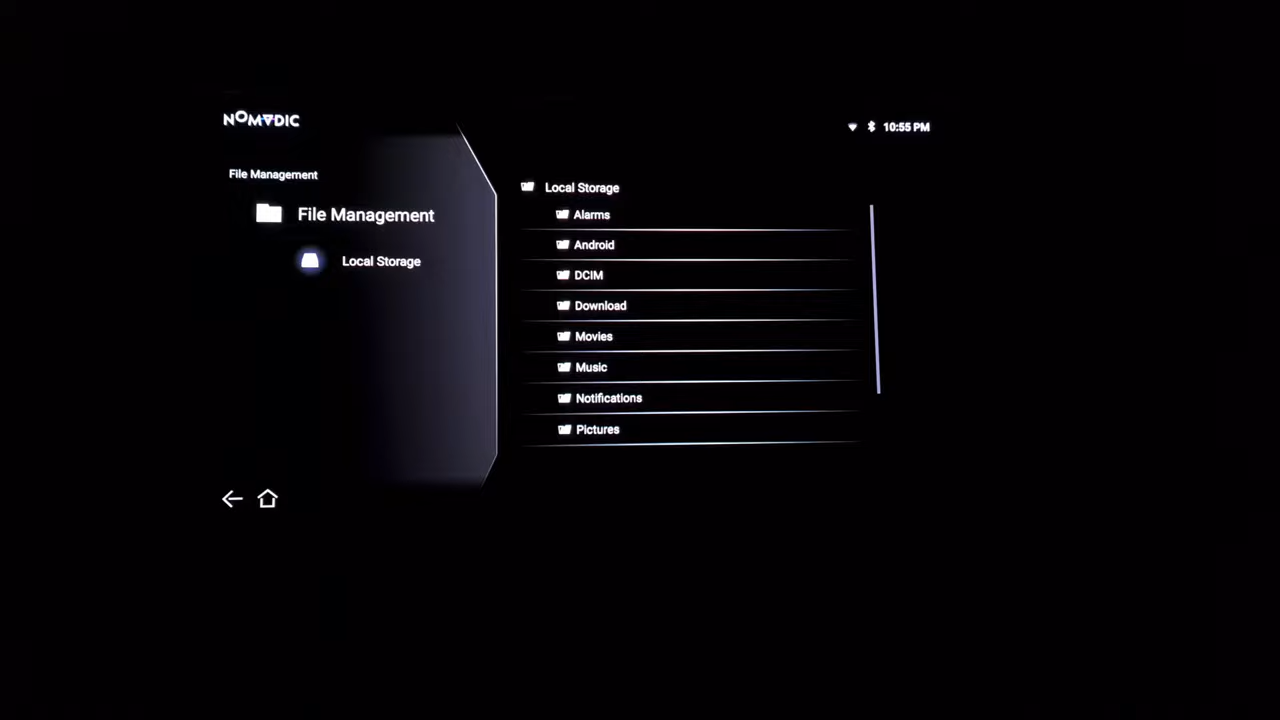 NOMADIC
10:55 PM
File Management
File Management
Local Storage
Local Storage
Alarms
Android
DCIM
Download
Movies
Music
Notifications
Pictures